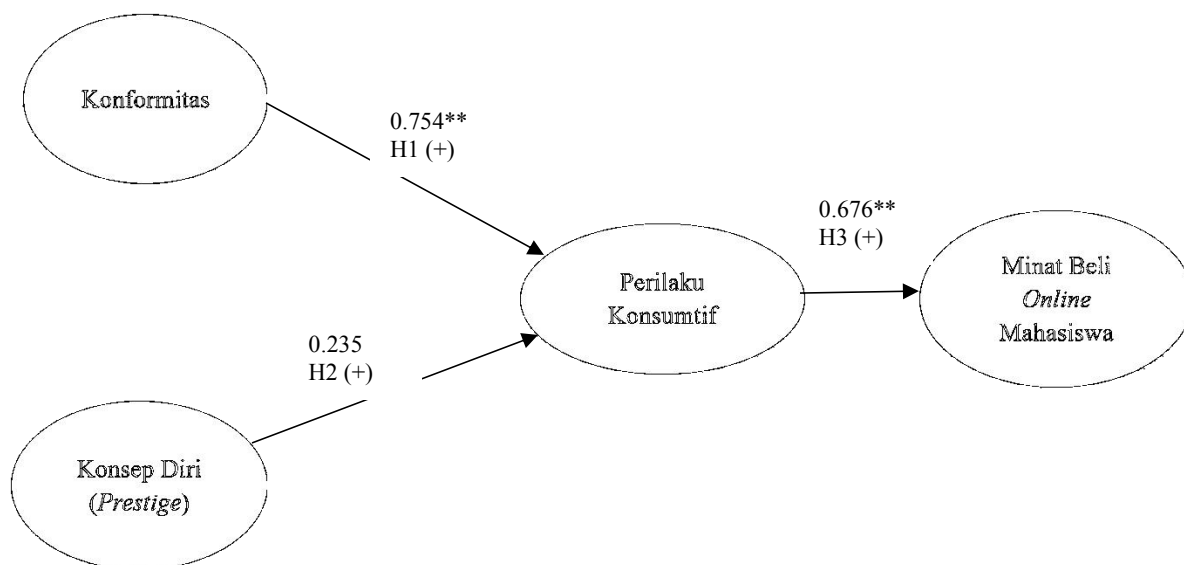 Konformitas
0.754**
H1 (+)
0.676**
H3 (+)
Perilaku
Konsumtif
Minat Beli
Online
Mahasiswa
0.235
H2 (+)
Konsep Diri
(Prestige)